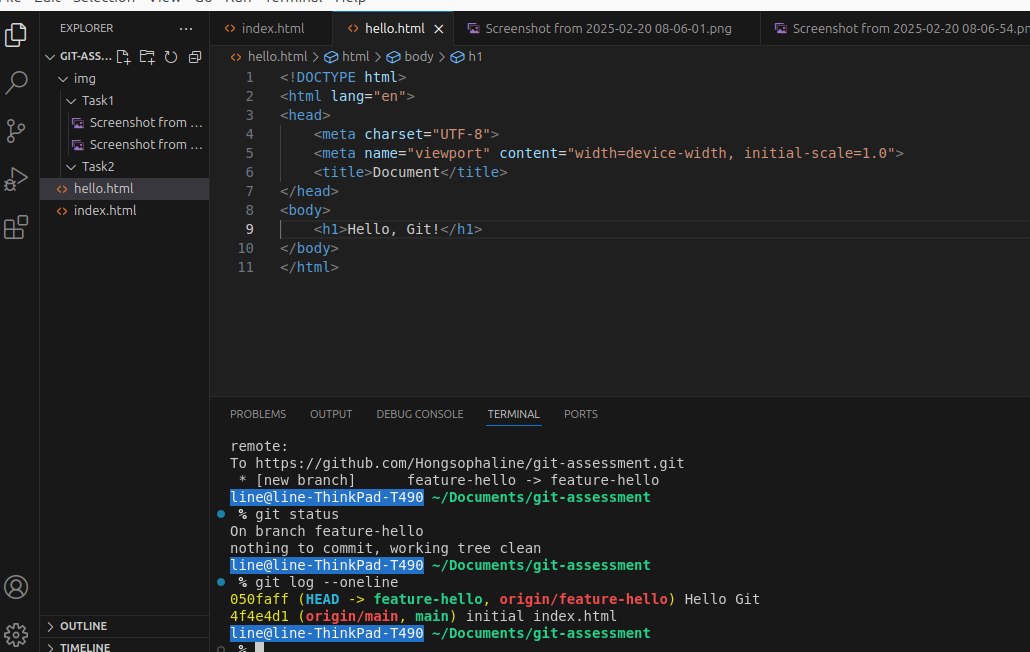 File Edit Selection View Go Run Terminal Help
EXPLORER
GIT-ASS...
img
Task1
Screenshot from ...
Screenshot from ...
Task2
hello.html
index.html
OUTLINE
TIMELINE
index.html
hello.html
Screenshot from 2025-02-20 08-06-01.png
Screenshot from 2025-02-20 08-06-54.pn
hello.html > html > body > h1
1 <!DOCTYPE html>
2 <html lang="en">
3 <head>
4 <meta charset="UTF-8">
5 <meta name="viewport" content="width=device-width, initial-scale=1.0">
6 <title>Document</title>
7 </head>
8 <body>
9 <h1>Hello, Git!</h1>
10 </body>
11 </html>
PROBLEMS OUTPUT DEBUG CONSOLE TERMINAL PORTS
remote:
To https://github.com/Hongsophaline/git-assessment.git
* [new branch] feature-hello -> feature-hello
line@line-ThinkPad-T490 ~/Documents/git-assessment
% git status
On branch feature-hello
nothing to commit, working tree clean
line@line-ThinkPad-T490 ~/Documents/git-assessment
% git log --oneline
050faff (HEAD -> feature-hello, origin/feature-hello) Hello Git
4f4e4d1 (origin/main, main) initial index.html
line@line-ThinkPad-T490 ~/Documents/git-assessment
%